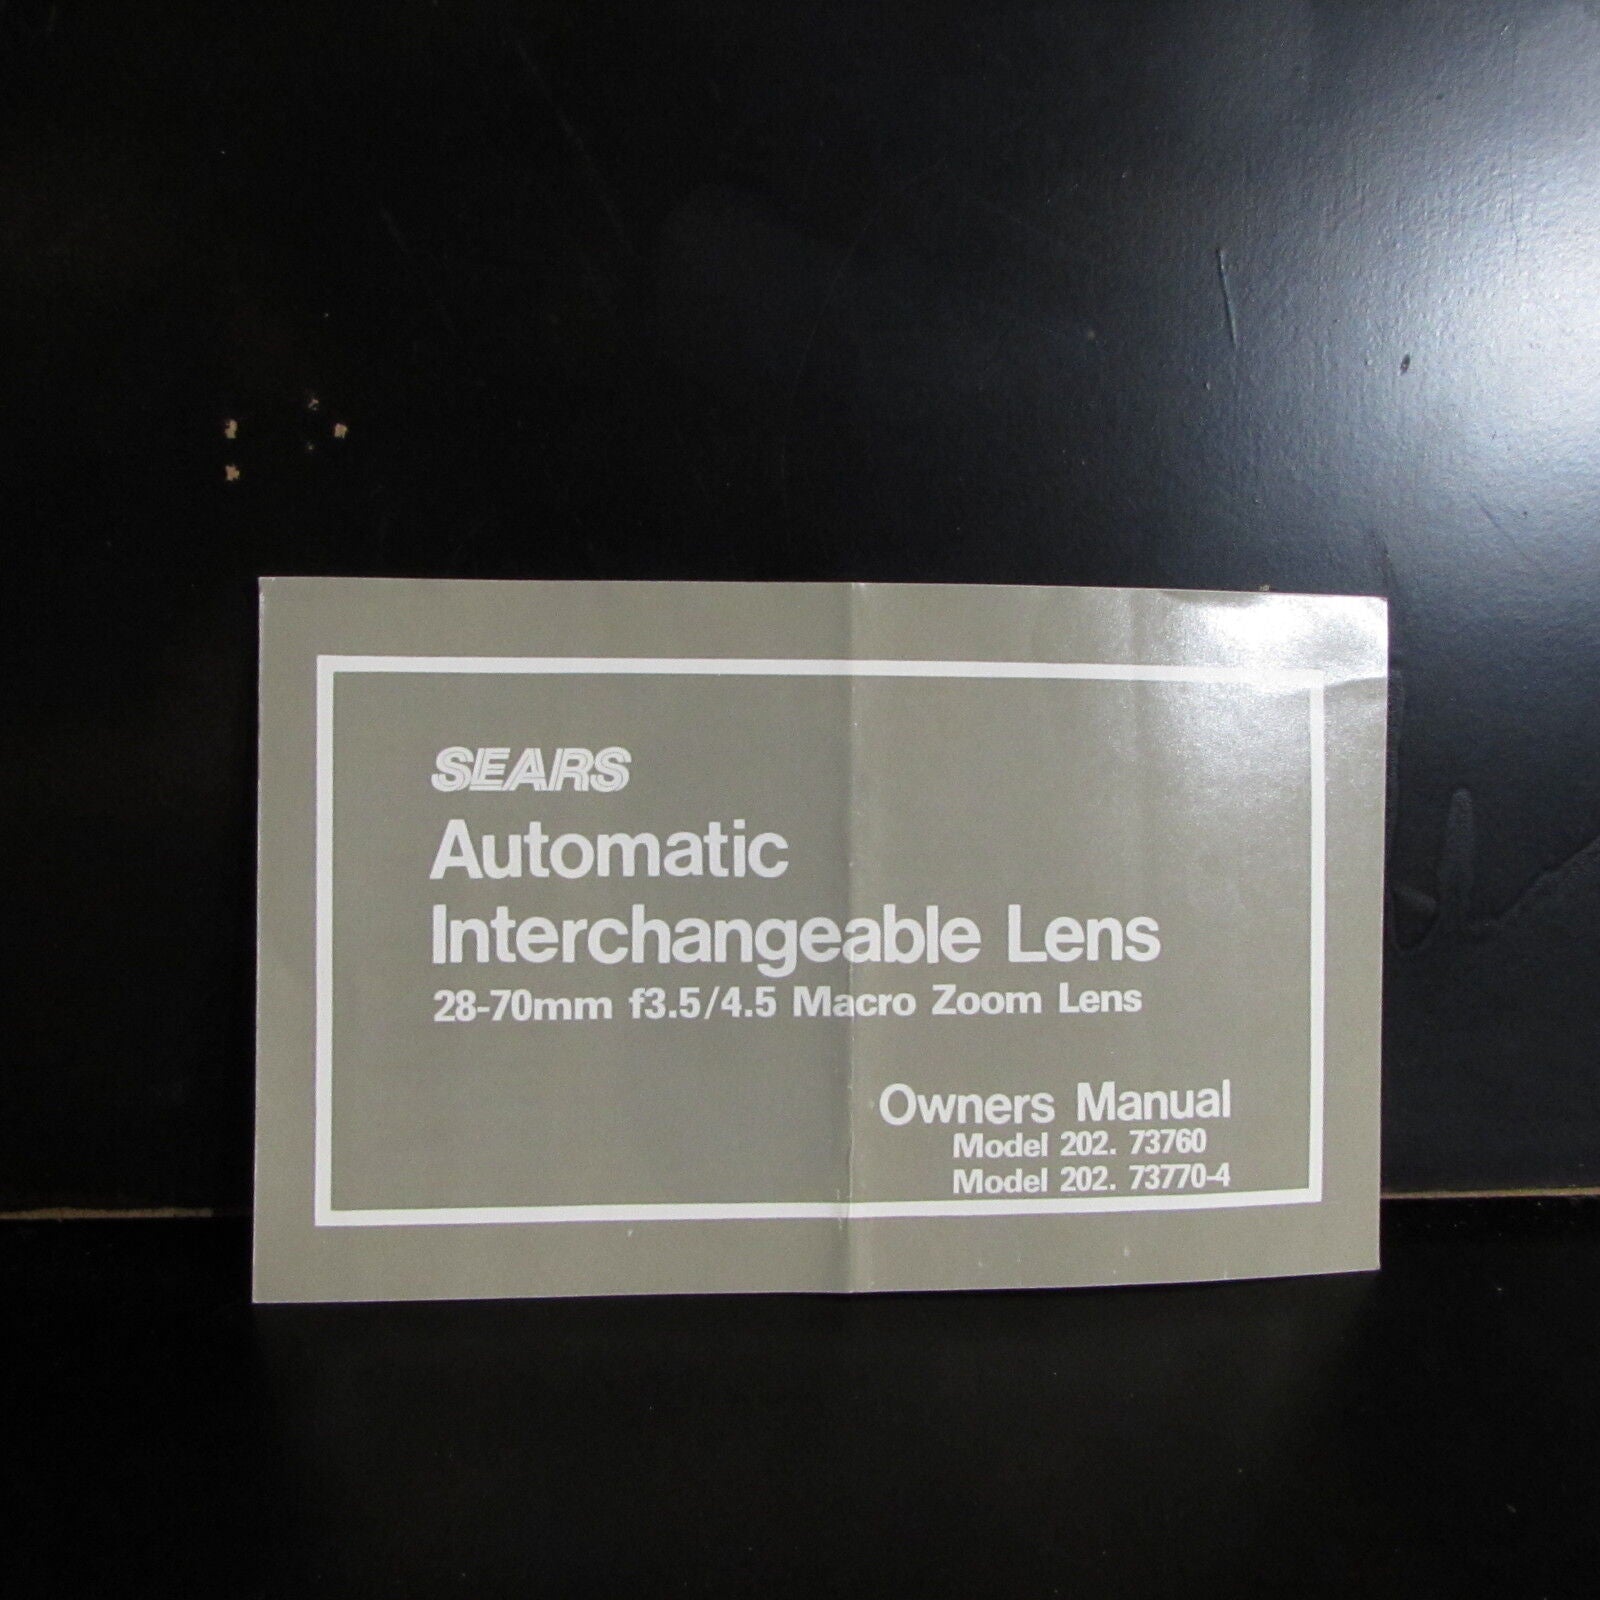 SEARS
Automatic
Interchangeable Lens
28-70mm f3.5/4.5 Macro Zoom Lens
Owners Manual
Model 202. 73760
Model 202. 73770-4